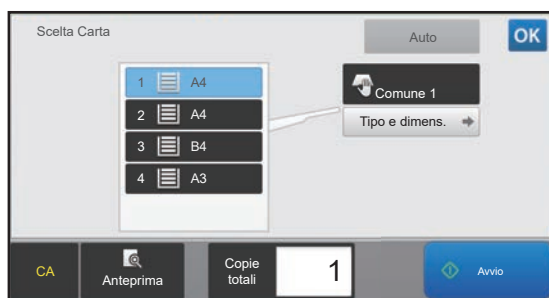 Scelta Carta
Auto
OK
1 A4
2 A4
3 B4
4 A3
Comune 1
Tipo e dimens.
CA
Anteprima
Copie
totali
1
Avvio